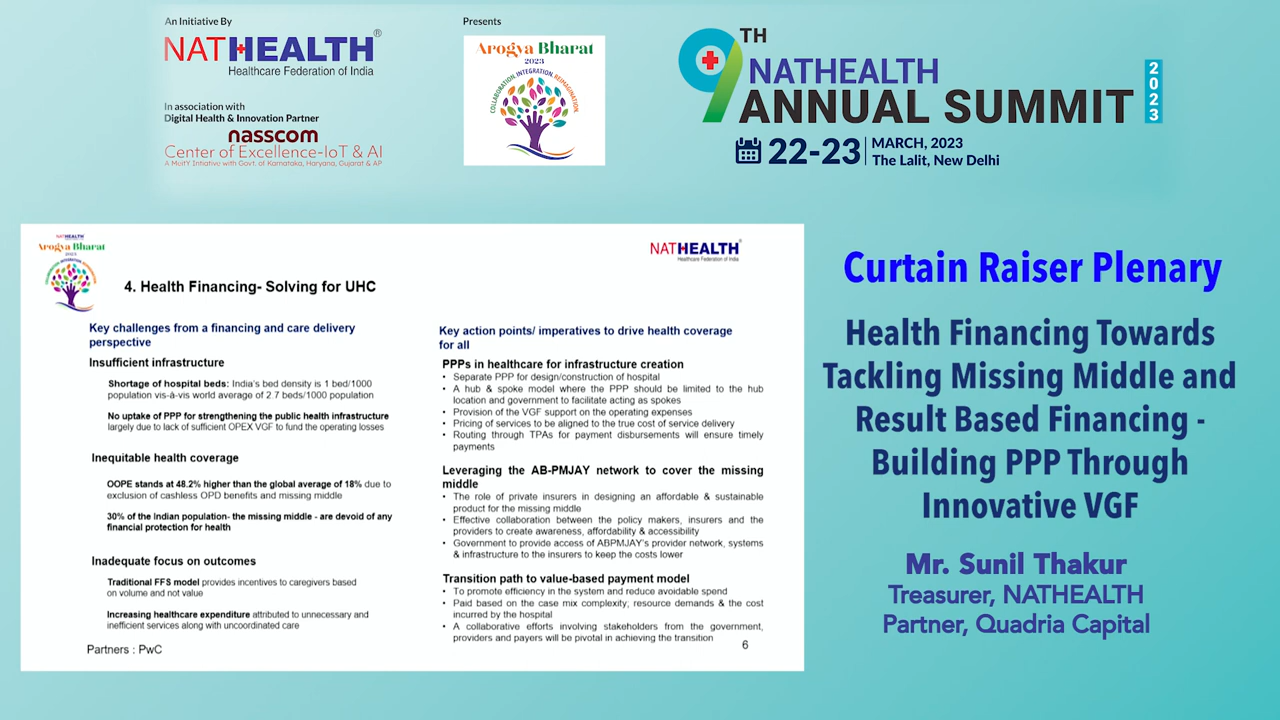 An Initiative By
NATHEALTH®
Healthcare Federation of India
In association with
Digital Health & Innovation Partner
nasscom
Center of Excellence-IoT & AI
A MeitY Initiative with Govt. of Karnataka, Haryana, Gujarat & AP
Presents
Arogya Bharat
2023
COLLABORATION, INTEGRATION, REIMAGINATION
9TH
NATHEALTH
ANNUAL SUMMIT
2023
22-23
MARCH, 2023
The Lalit, New Delhi
NATHEALTH
Arogya Bharat
2023
NATHEALTH
Healthcare Federation of India
4. Health Financing- Solving for UHC
Key challenges from a financing and care delivery
perspective
Insufficient infrastructure
Shortage of hospital beds: India's bed density is 1 bed/1000
population vis-à-vis world average of 2.7 beds/1000 population
No uptake of PPP for strengthening the public health infrastructure
largely due to lack of sufficient OPEX VGF to fund the operating losses
Inequitable health coverage
OOPE stands at 48.2% higher than the global average of 18% due to
exclusion of cashless OPD benefits and missing middle
30% of the Indian population- the missing middle - are devoid of any
financial protection for health
Inadequate focus on outcomes
Traditional FFS model provides incentives to caregivers based
on volume and not value
Increasing healthcare expenditure attributed to unnecessary and
inefficient services along with uncoordinated care
Partners : PwC
Key action points/ imperatives to drive health coverage
for all
PPPs in healthcare for infrastructure creation
• Separate PPP for design/construction of hospital
• A hub & spoke model where the PPP should be limited to the hub
location and government to facilitate acting as spokes
• Provision of the VGF support on the operating expenses
• Pricing of services to be aligned to the true cost of service delivery
• Routing through TPAs for payment disbursements will ensure timely
payments
Leveraging the AB-PMJAY network to cover the missing
middle
• The role of private insurers in designing an affordable & sustainable
product for the missing middle
• Effective collaboration between the policy makers, insurers and the
providers to create awareness, affordability & accessibility
• Government to provide access of ABPMJAY's provider network, systems
& infrastructure to the insurers to keep the costs lower
Transition path to value-based payment model
• To promote efficiency in the system and reduce avoidable spend
• Paid based on the case mix complexity, resource demands & the cost
incurred by the hospital
• A collaborative efforts involving stakeholders from the government,
providers and payers will be pivotal in achieving the transition
6
Curtain Raiser Plenary
Health Financing Towards
Tackling Missing Middle and
Result Based Financing -
Building PPP Through
Innovative VGF
Mr. Sunil Thakur
Treasurer, NATHEALTH
Partner, Quadria Capital